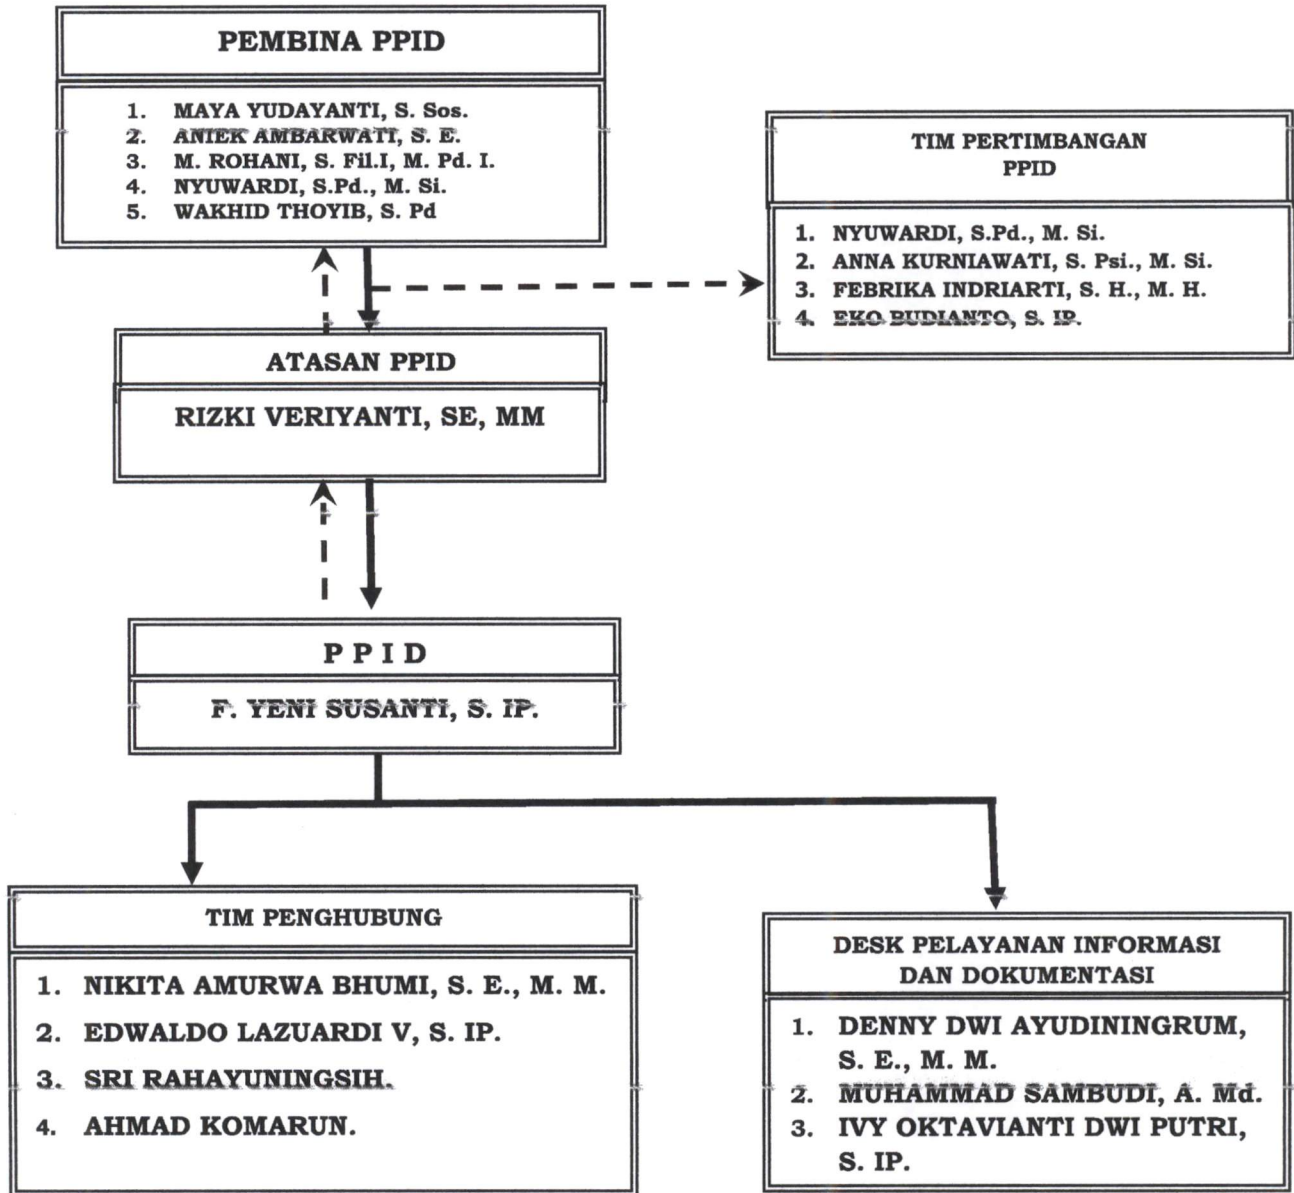 PEMBINA PPID
1. MAYA YUDAYANTI, S. Sos.
2. ANIEK AMBARWATI, S. E.
3. M. ROHANI, S. Fil.I, M. Pd. I.
4. NYUWARDI, S.Pd., M. Si.
5. WAKHID THOYIB, S. Pd
TIM PERTIMBANGAN
PPID
1. NYUWARDI, S.Pd., M. Si.
2. ANNA KURNIAWATI, S. Psi., M. Si.
3. FEBRIKA INDRIARTI, S. H., M. H.
4. EKO BUDIANTO, S. IP.
ATASAN PPID
RIZKI VERIYANTI, SE, MM
P P I D
F. YENI SUSANTI, S. IP.
TIM PENGHUBUNG
1. NIKITA AMURWA BHUMI, S. E., M. M.
2. EDWALDO LAZUARDI V, S. IP.
3. SRI RAHAYUNINGSIH.
4. AHMAD KOMARUN.
DESK PELAYANAN INFORMASI
DAN DOKUMENTASI
1. DENNY DWI AYUDININGRUM,
S. E., M. M.
2. MUHAMMAD SAMBUDI, A. Md.
3. IVY OKTAVIANTI DWI PUTRI,
S. IP.